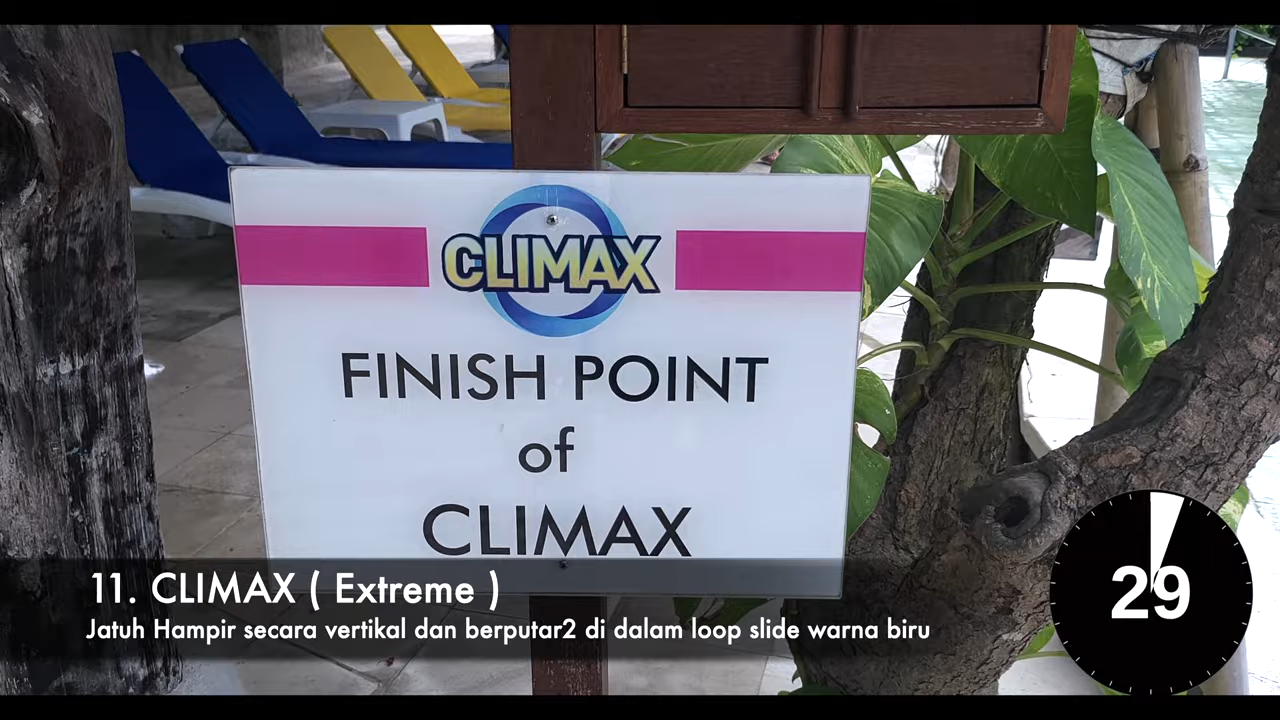 CLIMAX
FINISH POINT
of
CLIMAX
11. CLIMAX ( Extreme )
Jatuh Hampir secara vertikal dan berputar2 di dalam loop slide warna biru
29